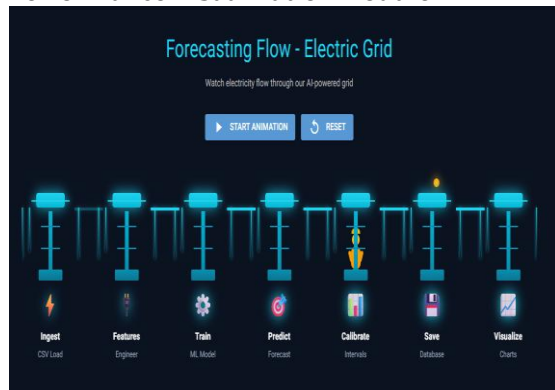 Forecasting Flow - Electric Grid
Watch electricity flow through our AI-powered grid
START ANIMATION RESET
Ingest Features Train Predict Calibrate Save Visualize
CSV Load Engineer ML Model Forecast Intervals Database Charts